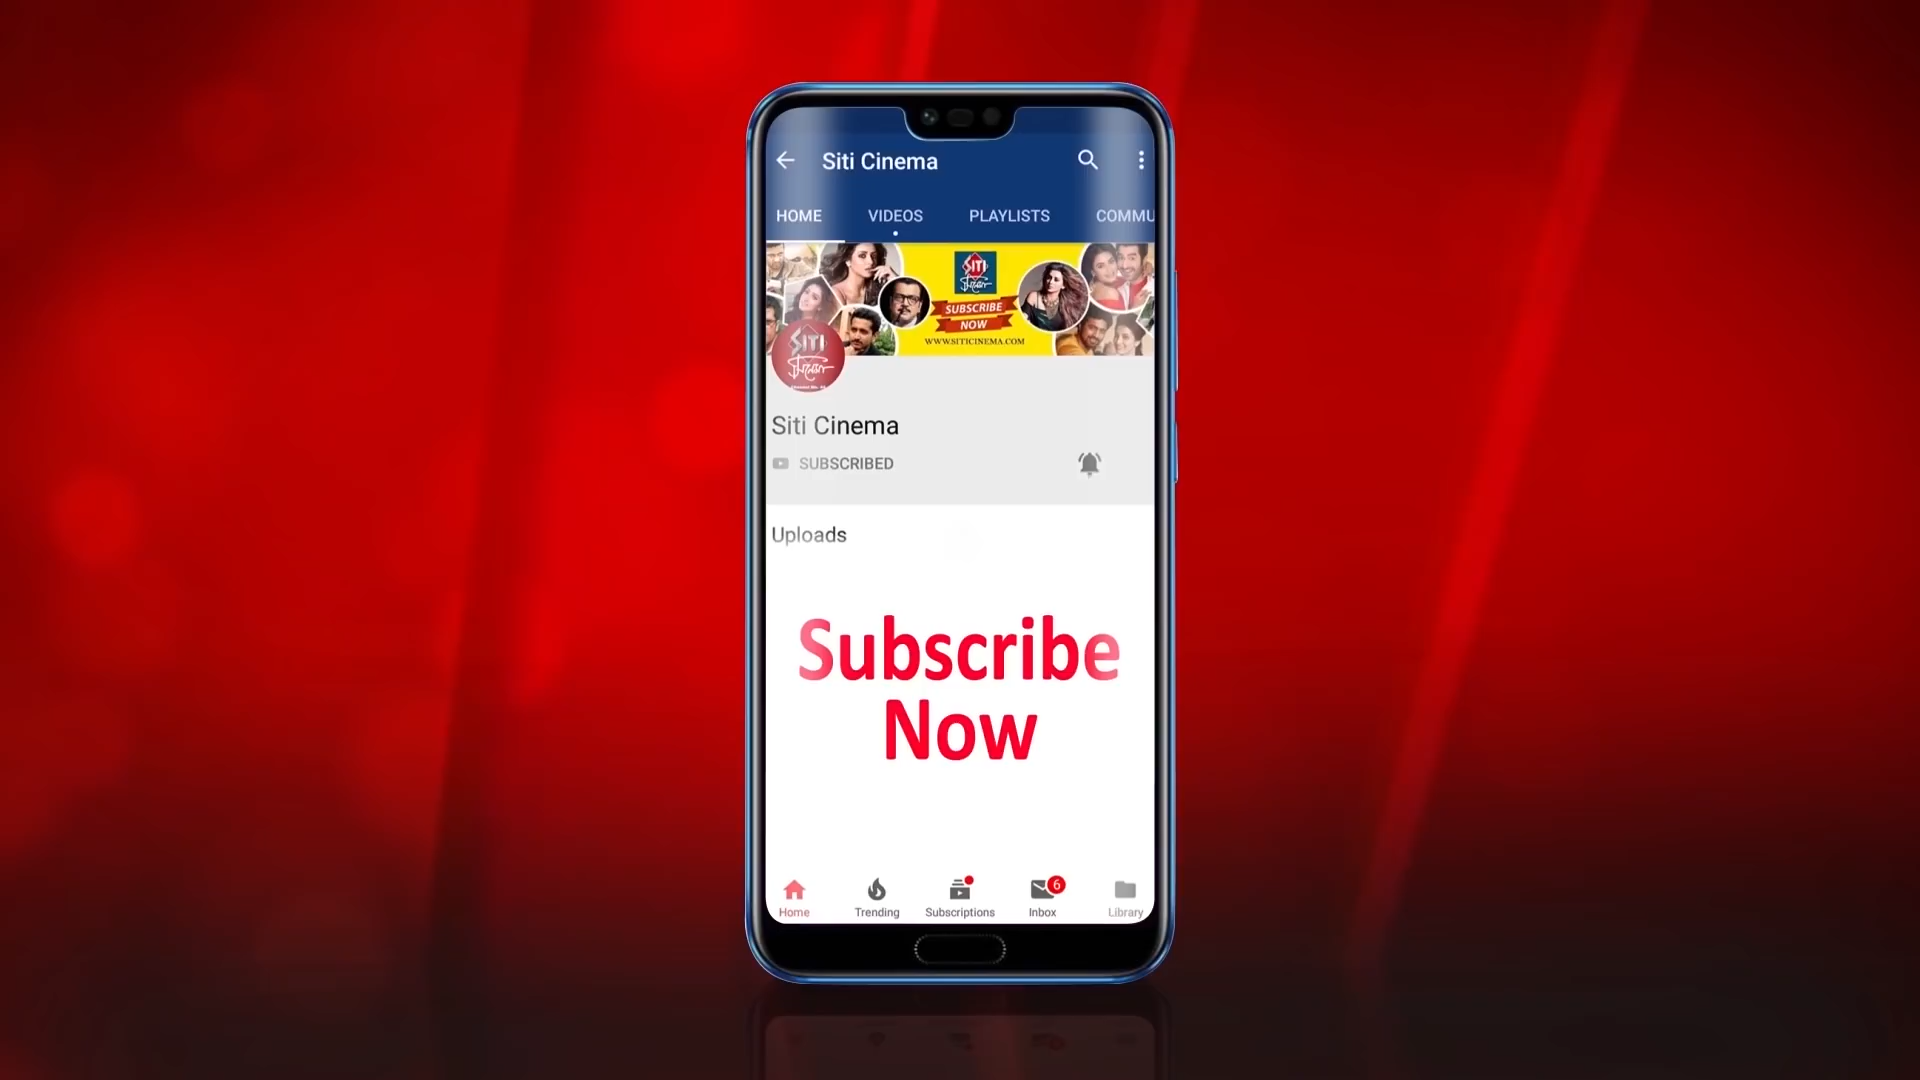 Siti Cinema
HOME VIDEOS PLAYLISTS COMMU
SITI
সিনেমা
SUBSCRIBE
NOW
WWW.SITICINEMA.COM
SITI
সিনেমা
Siti Cinema
SUBSCRIBED
Uploads
Subscribe
Now
6
Home Trending Subscriptions Inbox Library